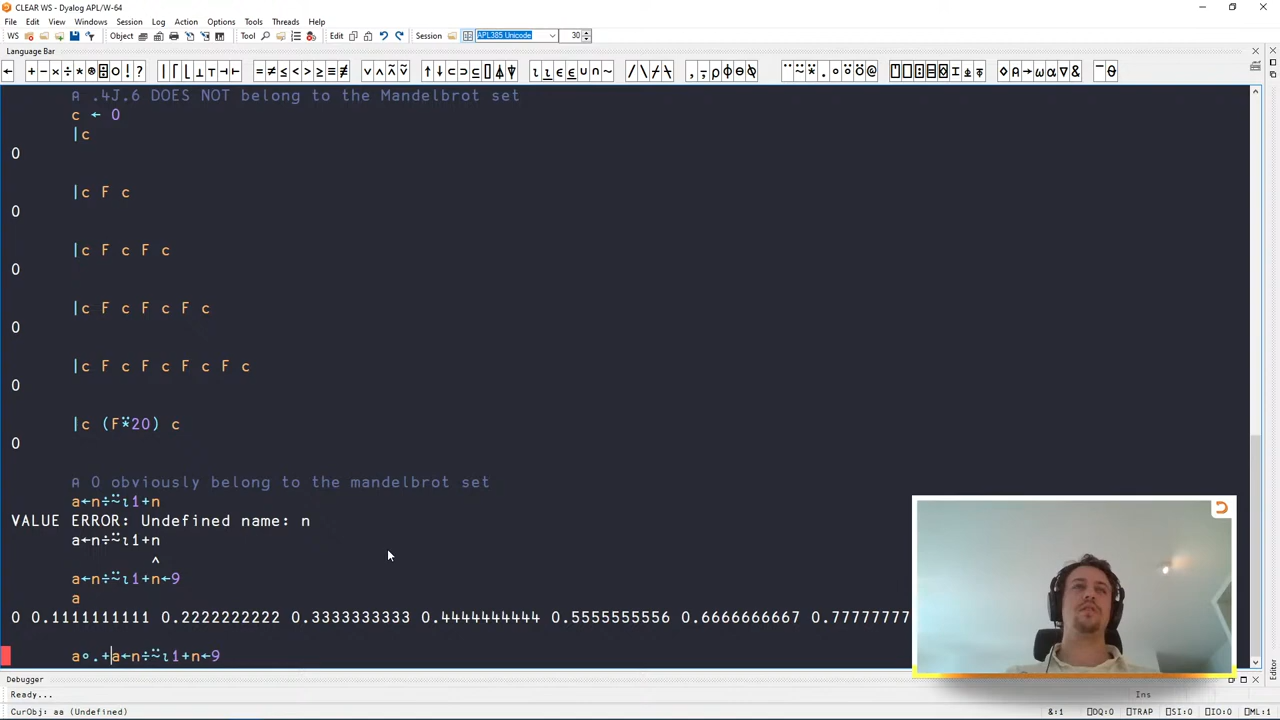 CLEAR WS - Dyalog APL/W-64
File Edit View Windows Session Log Action Options Tools Threads Help
WS Object Tool Edit Session APL385 Unicode 30
Language Bar
← + - × ÷ * ⍟ ⌹ ○ ! ? | ⌈ ⌊ ⊥ ⊤ ⊣ ⊢ = ≠ ≤ < > ≥ ≡ ≢ ∨ ∧ ⍲ ⍱ ↑ ↓ ⊂ ⊃ ⊆ ⌷ ⍋ ⍒ ⍳ ⍸ ∊ ⍷ ∪ ∩ ~ / \ ⌿ ⍀ , ⍪ ⍴ ⌽ ⊖ ⍉ ¨ ⍨ ⍣ . ∘ ⍤ ⍥ @ ⍞ ⎕ ⍠ ⌸ ⌺ ⌶ ⍎ ⍕ ⋄ ⍝ → ⍵ ⍺ ∇ & ¯ ⍬
⍝ .4J.6 DOES NOT belong to the Mandelbrot set
c ← 0
|c
0
|c F c
0
|c F c F c
0
|c F c F c F c
0
|c F c F c F c F c
0
|c (F⍣20) c
0
⍝ 0 obviously belong to the mandelbrot set
a←n÷⍨⍳1+n
VALUE ERROR: Undefined name: n
a←n÷⍨⍳1+n
∧
a←n÷⍨⍳1+n←9
a
0 0.1111111111 0.2222222222 0.3333333333 0.4444444444 0.5555555556 0.6666666667 0.77777777
a∘.+a←n÷⍨⍳1+n←9
Debugger
Ready...
Ins
CurObj: aa (Undefined) &:1 ⎕DQ:0 ⎕TRAP ⎕SI:0 ⎕IO:0 ⎕ML:1
Editor